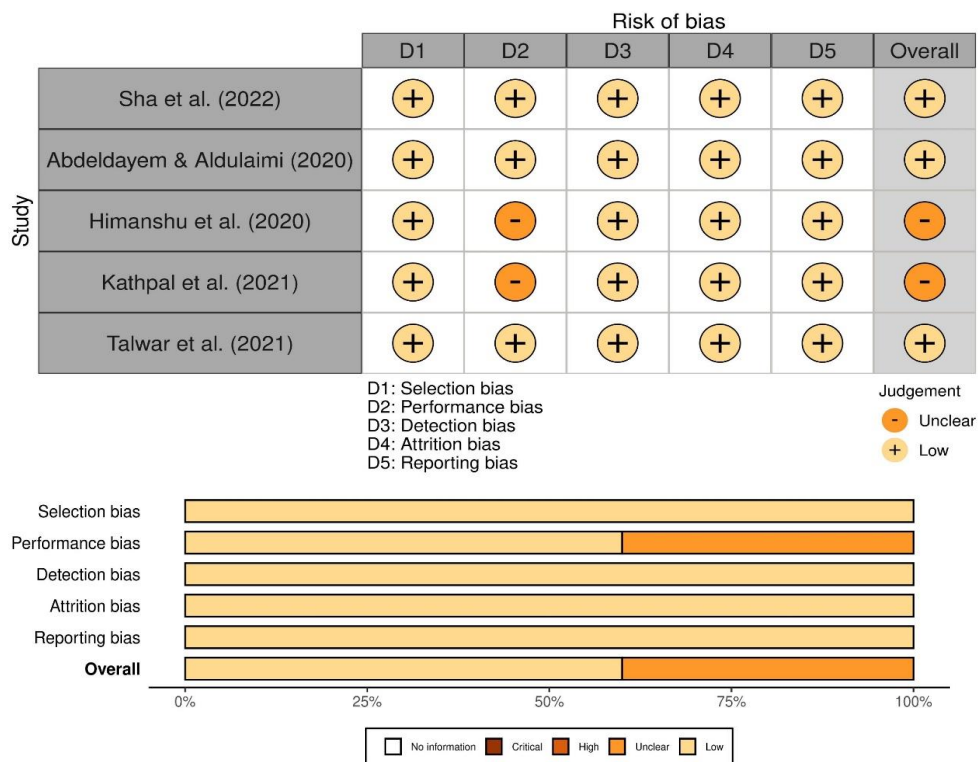 Risk of bias
D1 D2 D3 D4 D5 Overall
Study
Sha et al. (2022) + + + + + +
Abdeldayem & Aldulaimi (2020) + + + + + +
Himanshu et al. (2020) + - + + + -
Kathpal et al. (2021) + - + + + -
Talwar et al. (2021) + + + + + +
D1: Selection bias
D2: Performance bias
D3: Detection bias
D4: Attrition bias
D5: Reporting bias
Judgement
- Unclear
+ Low
Selection bias
Performance bias
Detection bias
Attrition bias
Reporting bias
Overall
0% 25% 50% 75% 100%
No information Critical High Unclear Low